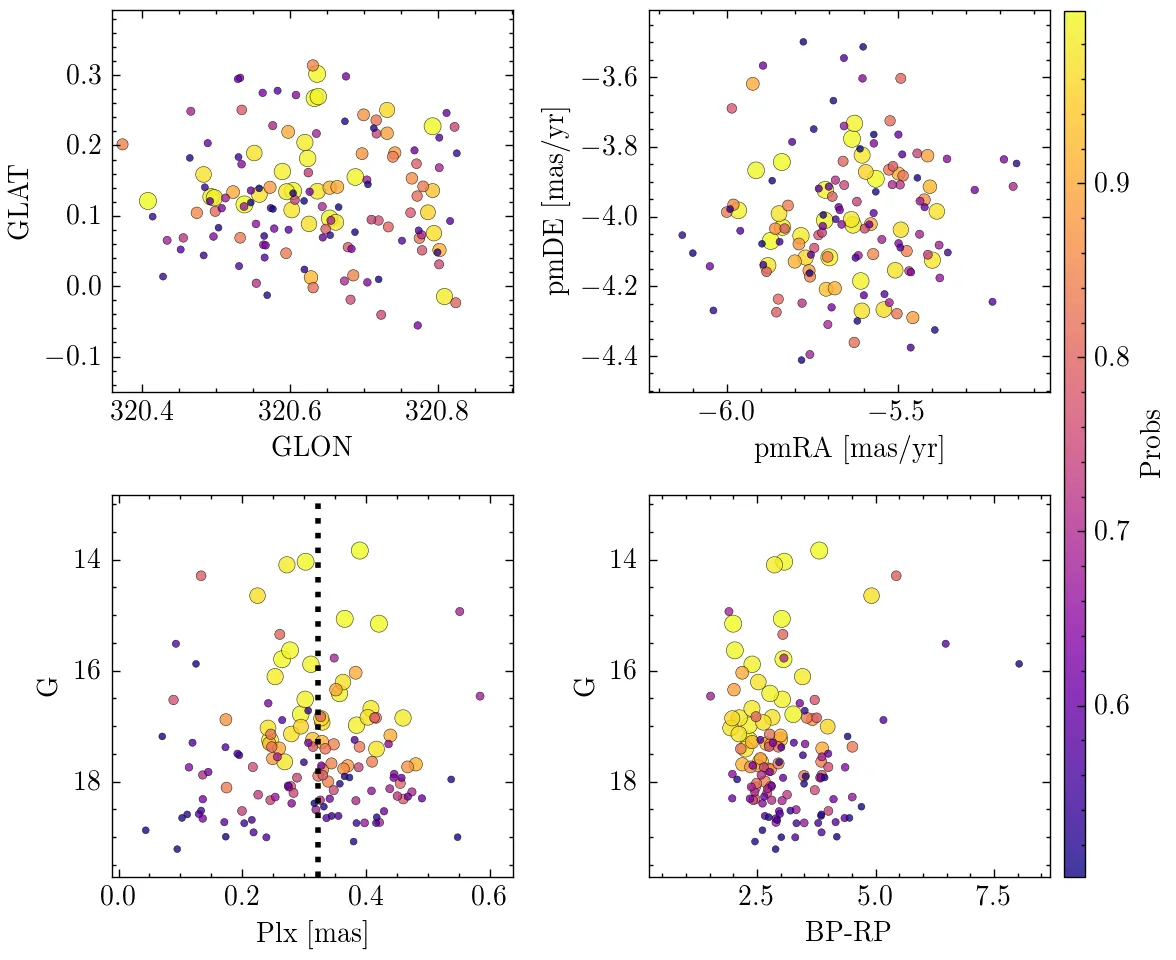 0.3
0.2
0.1
0.0
−0.1
GLAT
320.4 320.6 320.8
GLON
−3.6
−3.8
−4.0
−4.2
−4.4
pmDE [mas/yr]
−6.0 −5.5
pmRA [mas/yr]
14
16
18
G
0.0 0.2 0.4 0.6
Plx [mas]
14
16
18
G
2.5 5.0 7.5
BP-RP
0.9
0.8
0.7
0.6
Probs